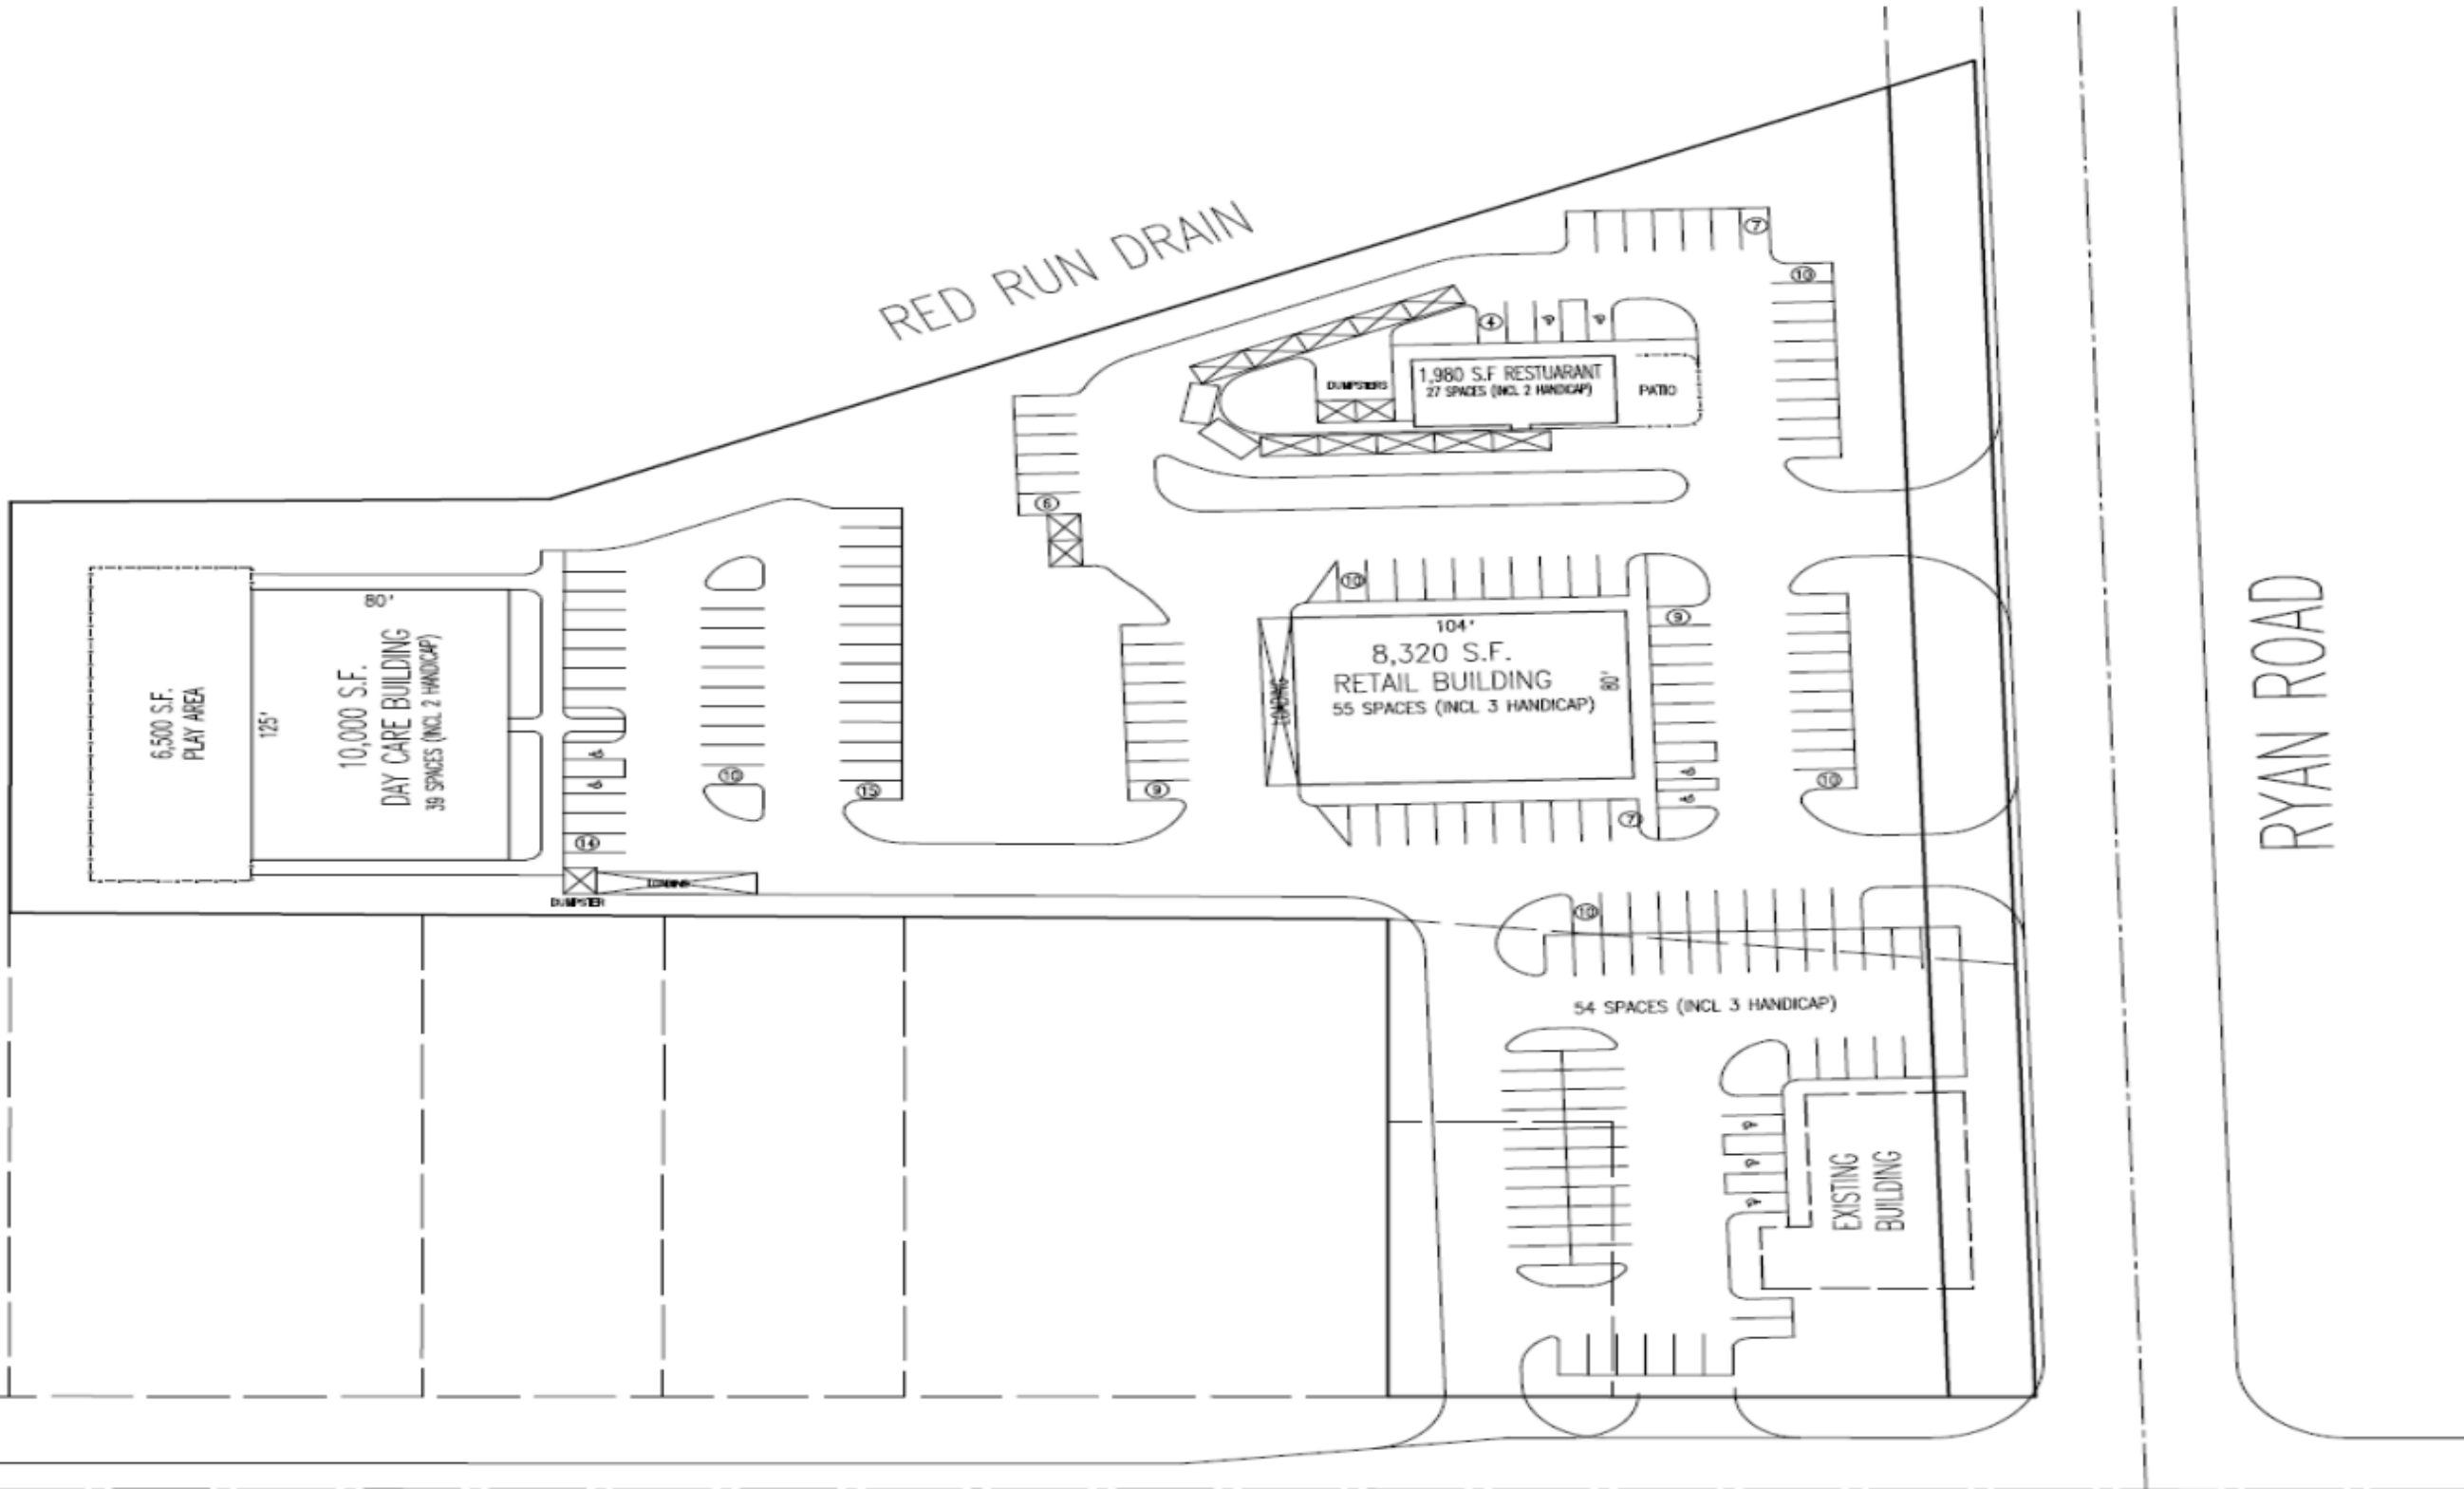 RED RUN DRAIN
7
10
4
1,980 S.F RESTUARANT
27 SPACES (INCL 2 HANDICAP)
PATIO
DUMPSTERS
6
10
104'
8,320 S.F.
RETAIL BUILDING
55 SPACES (INCL 3 HANDICAP)
80'
LOADING
9
10
7
9
15
10
14
80'
125'
10,000 S.F.
DAY CARE BUILDING
39 SPACES (INCL 2 HANDICAP)
6,500 S.F.
PLAY AREA
LOADING
DUMPSTER
10
54 SPACES (INCL 3 HANDICAP)
EXISTING
BUILDING
RYAN ROAD